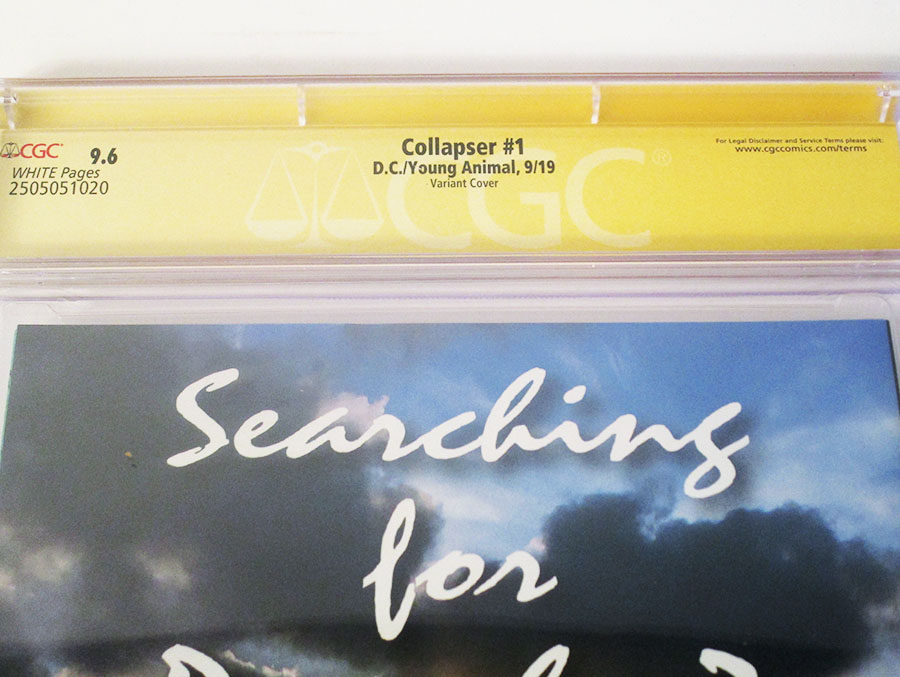 CGC 9.6
WHITE Pages
2505051020
Collapser #1
D.C./Young Animal, 9/19
Variant Cover
For Legal Disclaimer and Service Terms please visit:
www.cgccomics.com/terms
CGC®
Searching
for